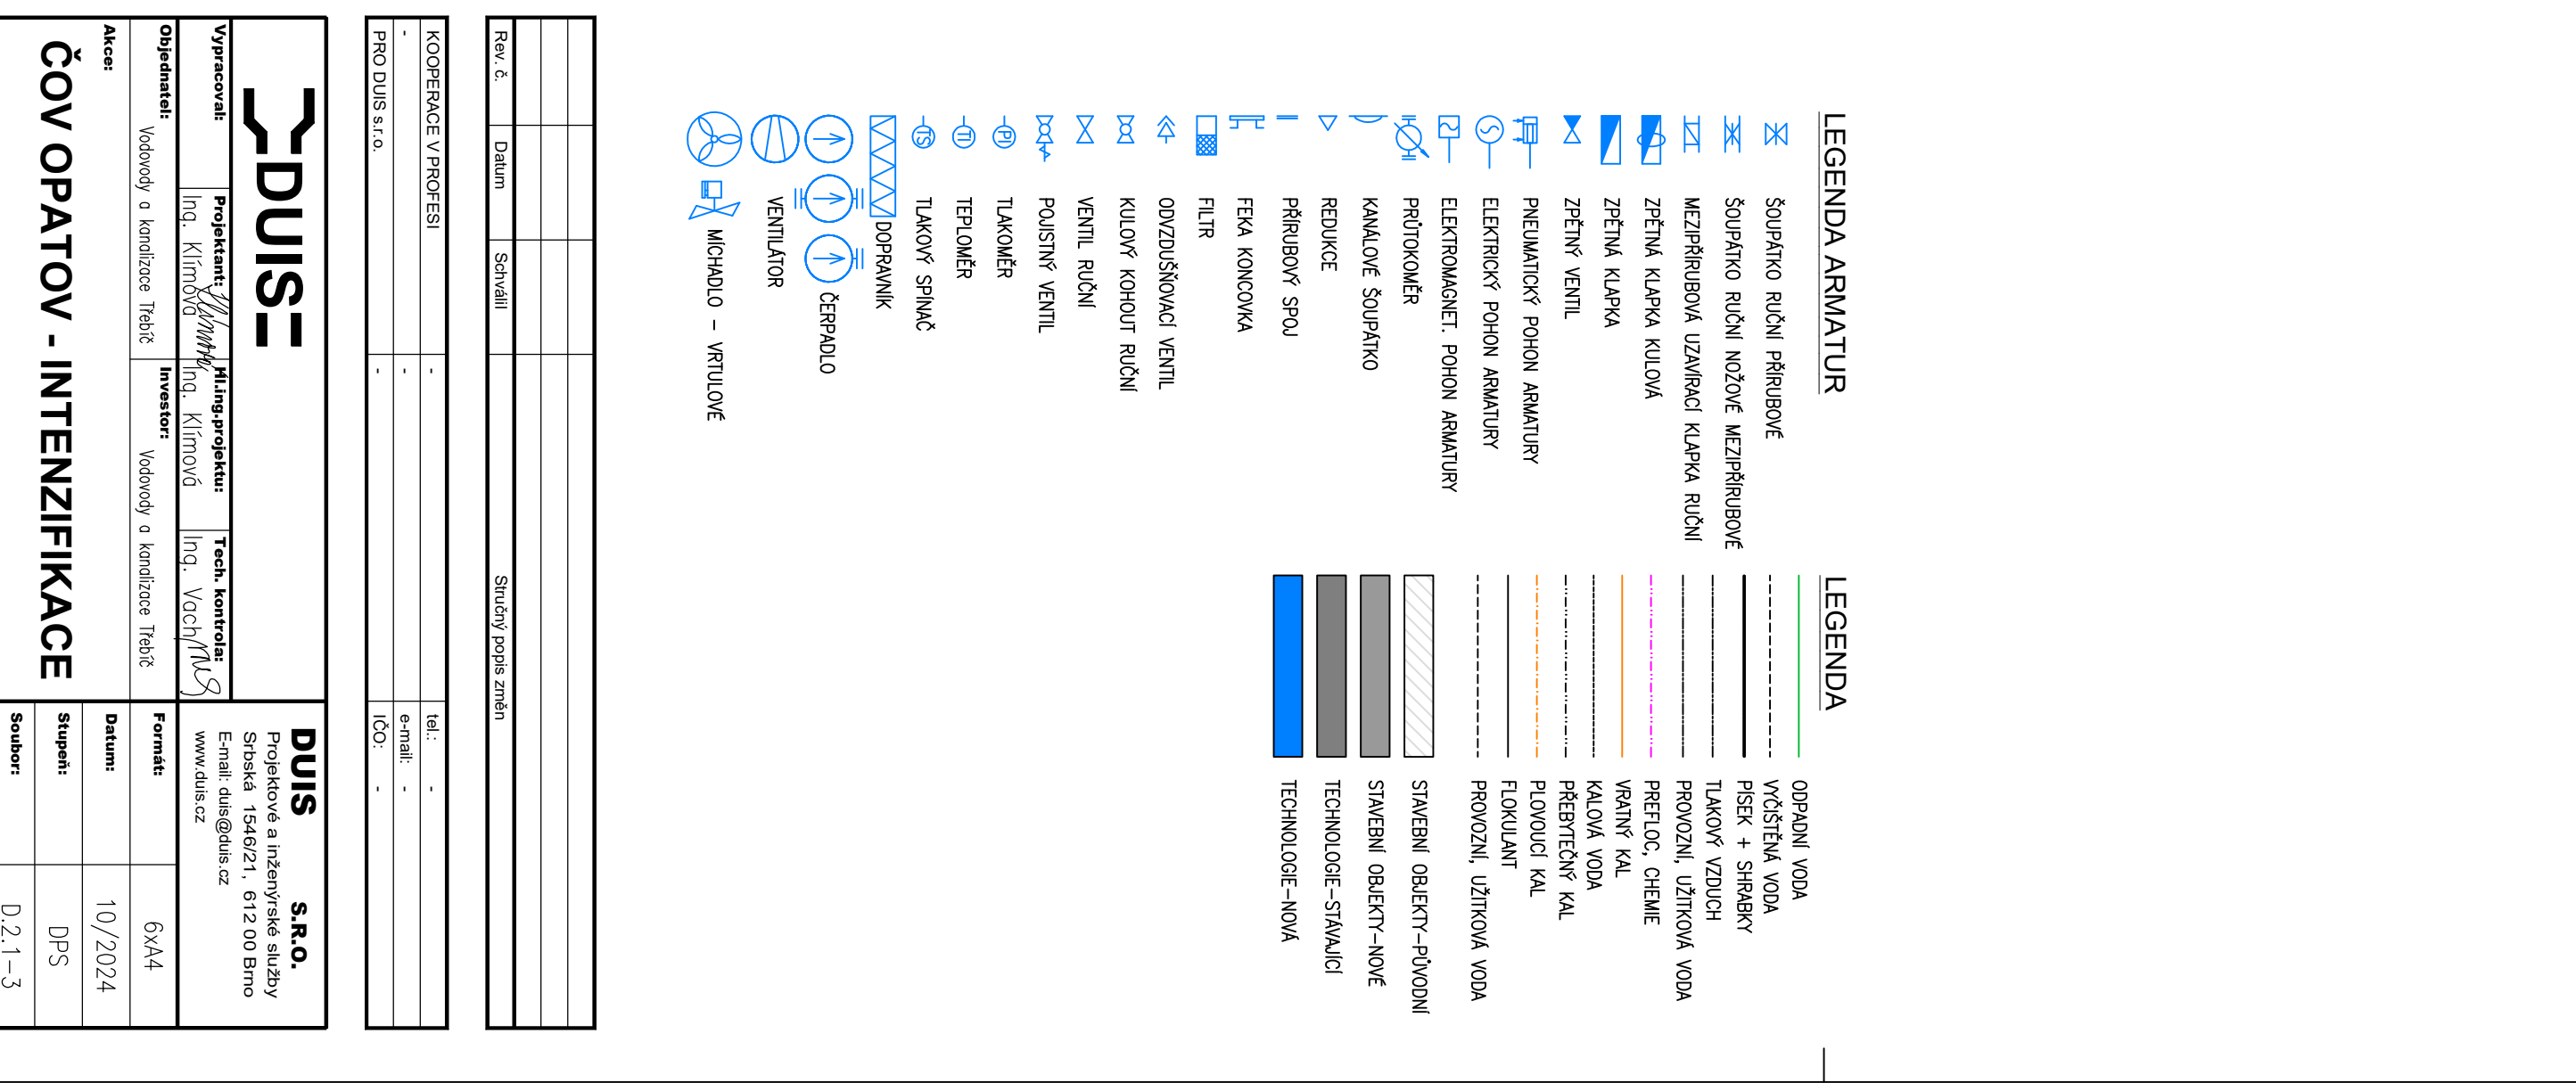 LEGENDA ARMATUR
ŠOUPÁTKO RUČNÍ PŘÍRUBOVÉ
ŠOUPÁTKO RUČNÍ NOŽOVÉ MEZIPŘÍRUBOVÉ
MEZIPŘÍRUBOVÁ UZAVÍRACÍ KLAPKA RUČNÍ
ZPĚTNÁ KLAPKA KULOVÁ
ZPĚTNÁ KLAPKA
ZPĚTNÝ VENTIL
PNEUMATICKÝ POHON ARMATURY
ELEKTRICKÝ POHON ARMATURY
ELEKTROMAGNET. POHON ARMATURY
PRŮTOKOMĚR
KANÁLOVÉ ŠOUPÁTKO
REDUKCE
PŘÍRUBOVÝ SPOJ
FEKA KONCOVKA
FILTR
ODVZDUŠŇOVACÍ VENTIL
KULOVÝ KOHOUT RUČNÍ
VENTIL RUČNÍ
POJISTNÝ VENTIL
PI TLAKOMĚR
TI TEPLOMĚR
TS TLAKOVÝ SPÍNAČ
DOPRAVNÍK
ČERPADLO
VENTILÁTOR
MÍCHADLO – VRTULOVÉ
LEGENDA
ODPADNÍ VODA
VYČIŠTĚNÁ VODA
PÍSEK + SHRABKY
TLAKOVÝ VZDUCH
PROVOZNÍ, UŽITKOVÁ VODA
PREFLOC, CHEMIE
VRATNÝ KAL
KALOVÁ VODA
PŘEBYTEČNÝ KAL
PLOVOUCÍ KAL
FLOKULANT
PROVOZNÍ, UŽITKOVÁ VODA
STAVEBNÍ OBJEKTY–PŮVODNÍ
STAVEBNÍ OBJEKTY–NOVÉ
TECHNOLOGIE–STÁVAJÍCÍ
TECHNOLOGIE–NOVÁ
Rev. č. Datum Schválil Stručný popis změn
KOOPERACE V PROFESI - tel.: -
- - e-mail: -
PRO DUIS s.r.o. - IČO: -
DUIS
DUIS S.R.O.
Projektové a inženýrské služby
Srbská 1546/21, 612 00 Brno
E-mail: duis@duis.cz
www.duis.cz
Vypracoval: Projektant: Hl.ing.projektu: Tech. kontrola:
Ing. Klímová Ing. Klímová Ing. Vach
Objednatel: Investor:
Vodovody a kanalizace Třebíč Vodovody a kanalizace Třebíč
Akce:
ČOV OPATOV - INTENZIFIKACE
Formát: 6xA4
Datum: 10/2024
Stupeň: DPS
Soubor: D.2.1–3